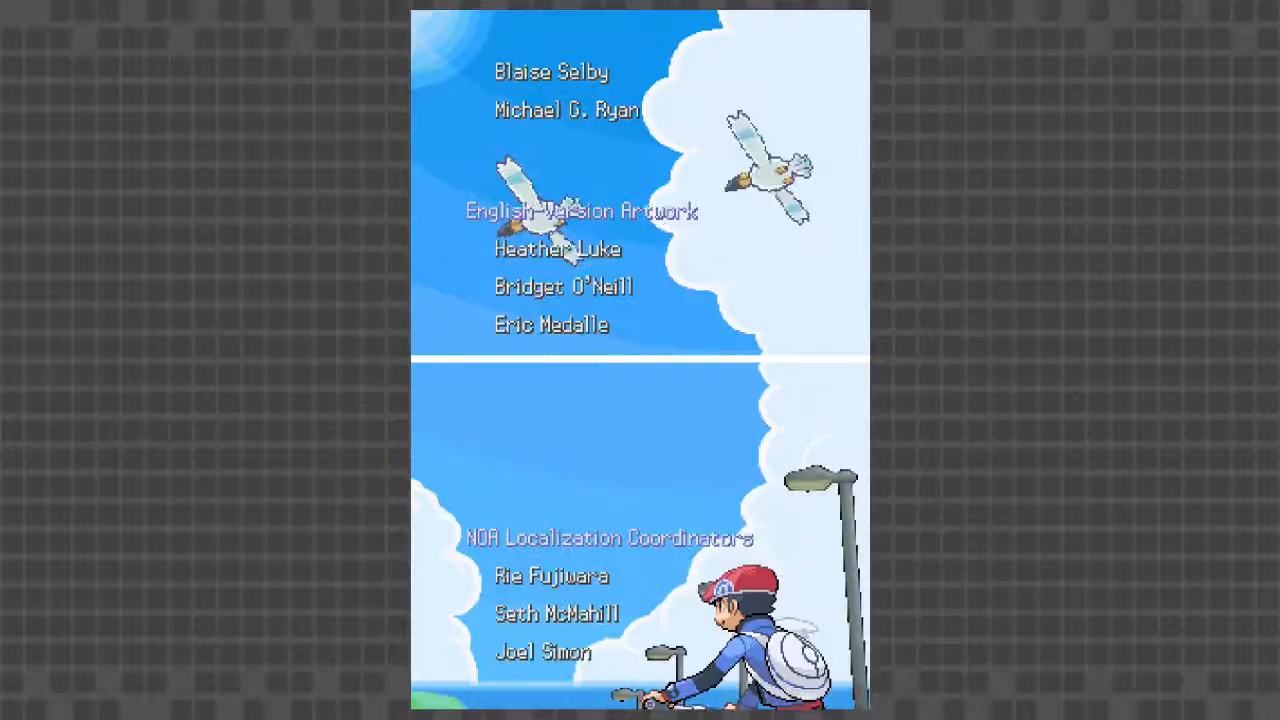 Blaise Selby
Michael G. Ryan
English-Version Artwork
Heather Luke
Bridget O'Neill
Eric Medalle
NOA Localization Coordinators
Rie Fujiwara
Seth McMahill
Joel Simon